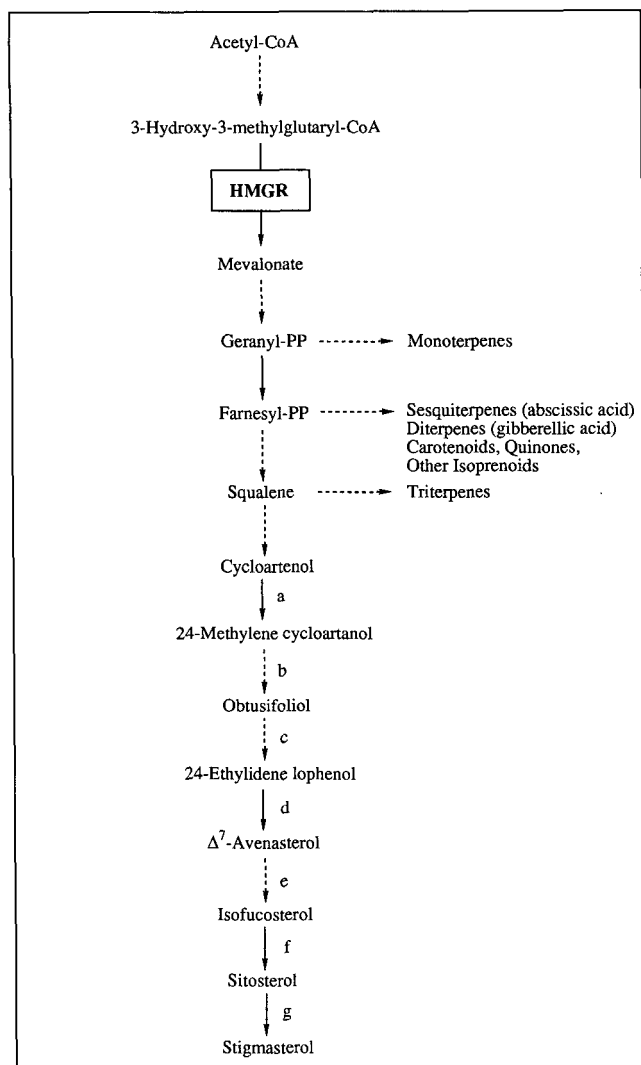 Acetyl-CoA
3-Hydroxy-3-methylglutaryl-CoA
HMGR
Mevalonate
Geranyl-PP
Monoterpenes
Farnesyl-PP
Sesquiterpenes (abscissic acid)
Diterpenes (gibberellic acid)
Carotenoids, Quinones,
Other Isoprenoids
Squalene
Triterpenes
Cycloartenol
a
24-Methylene cycloartanol
b
Obtusifoliol
c
24-Ethylidene lophenol
d
Δ⁷-Avenasterol
e
Isofucosterol
f
Sitosterol
g
Stigmasterol